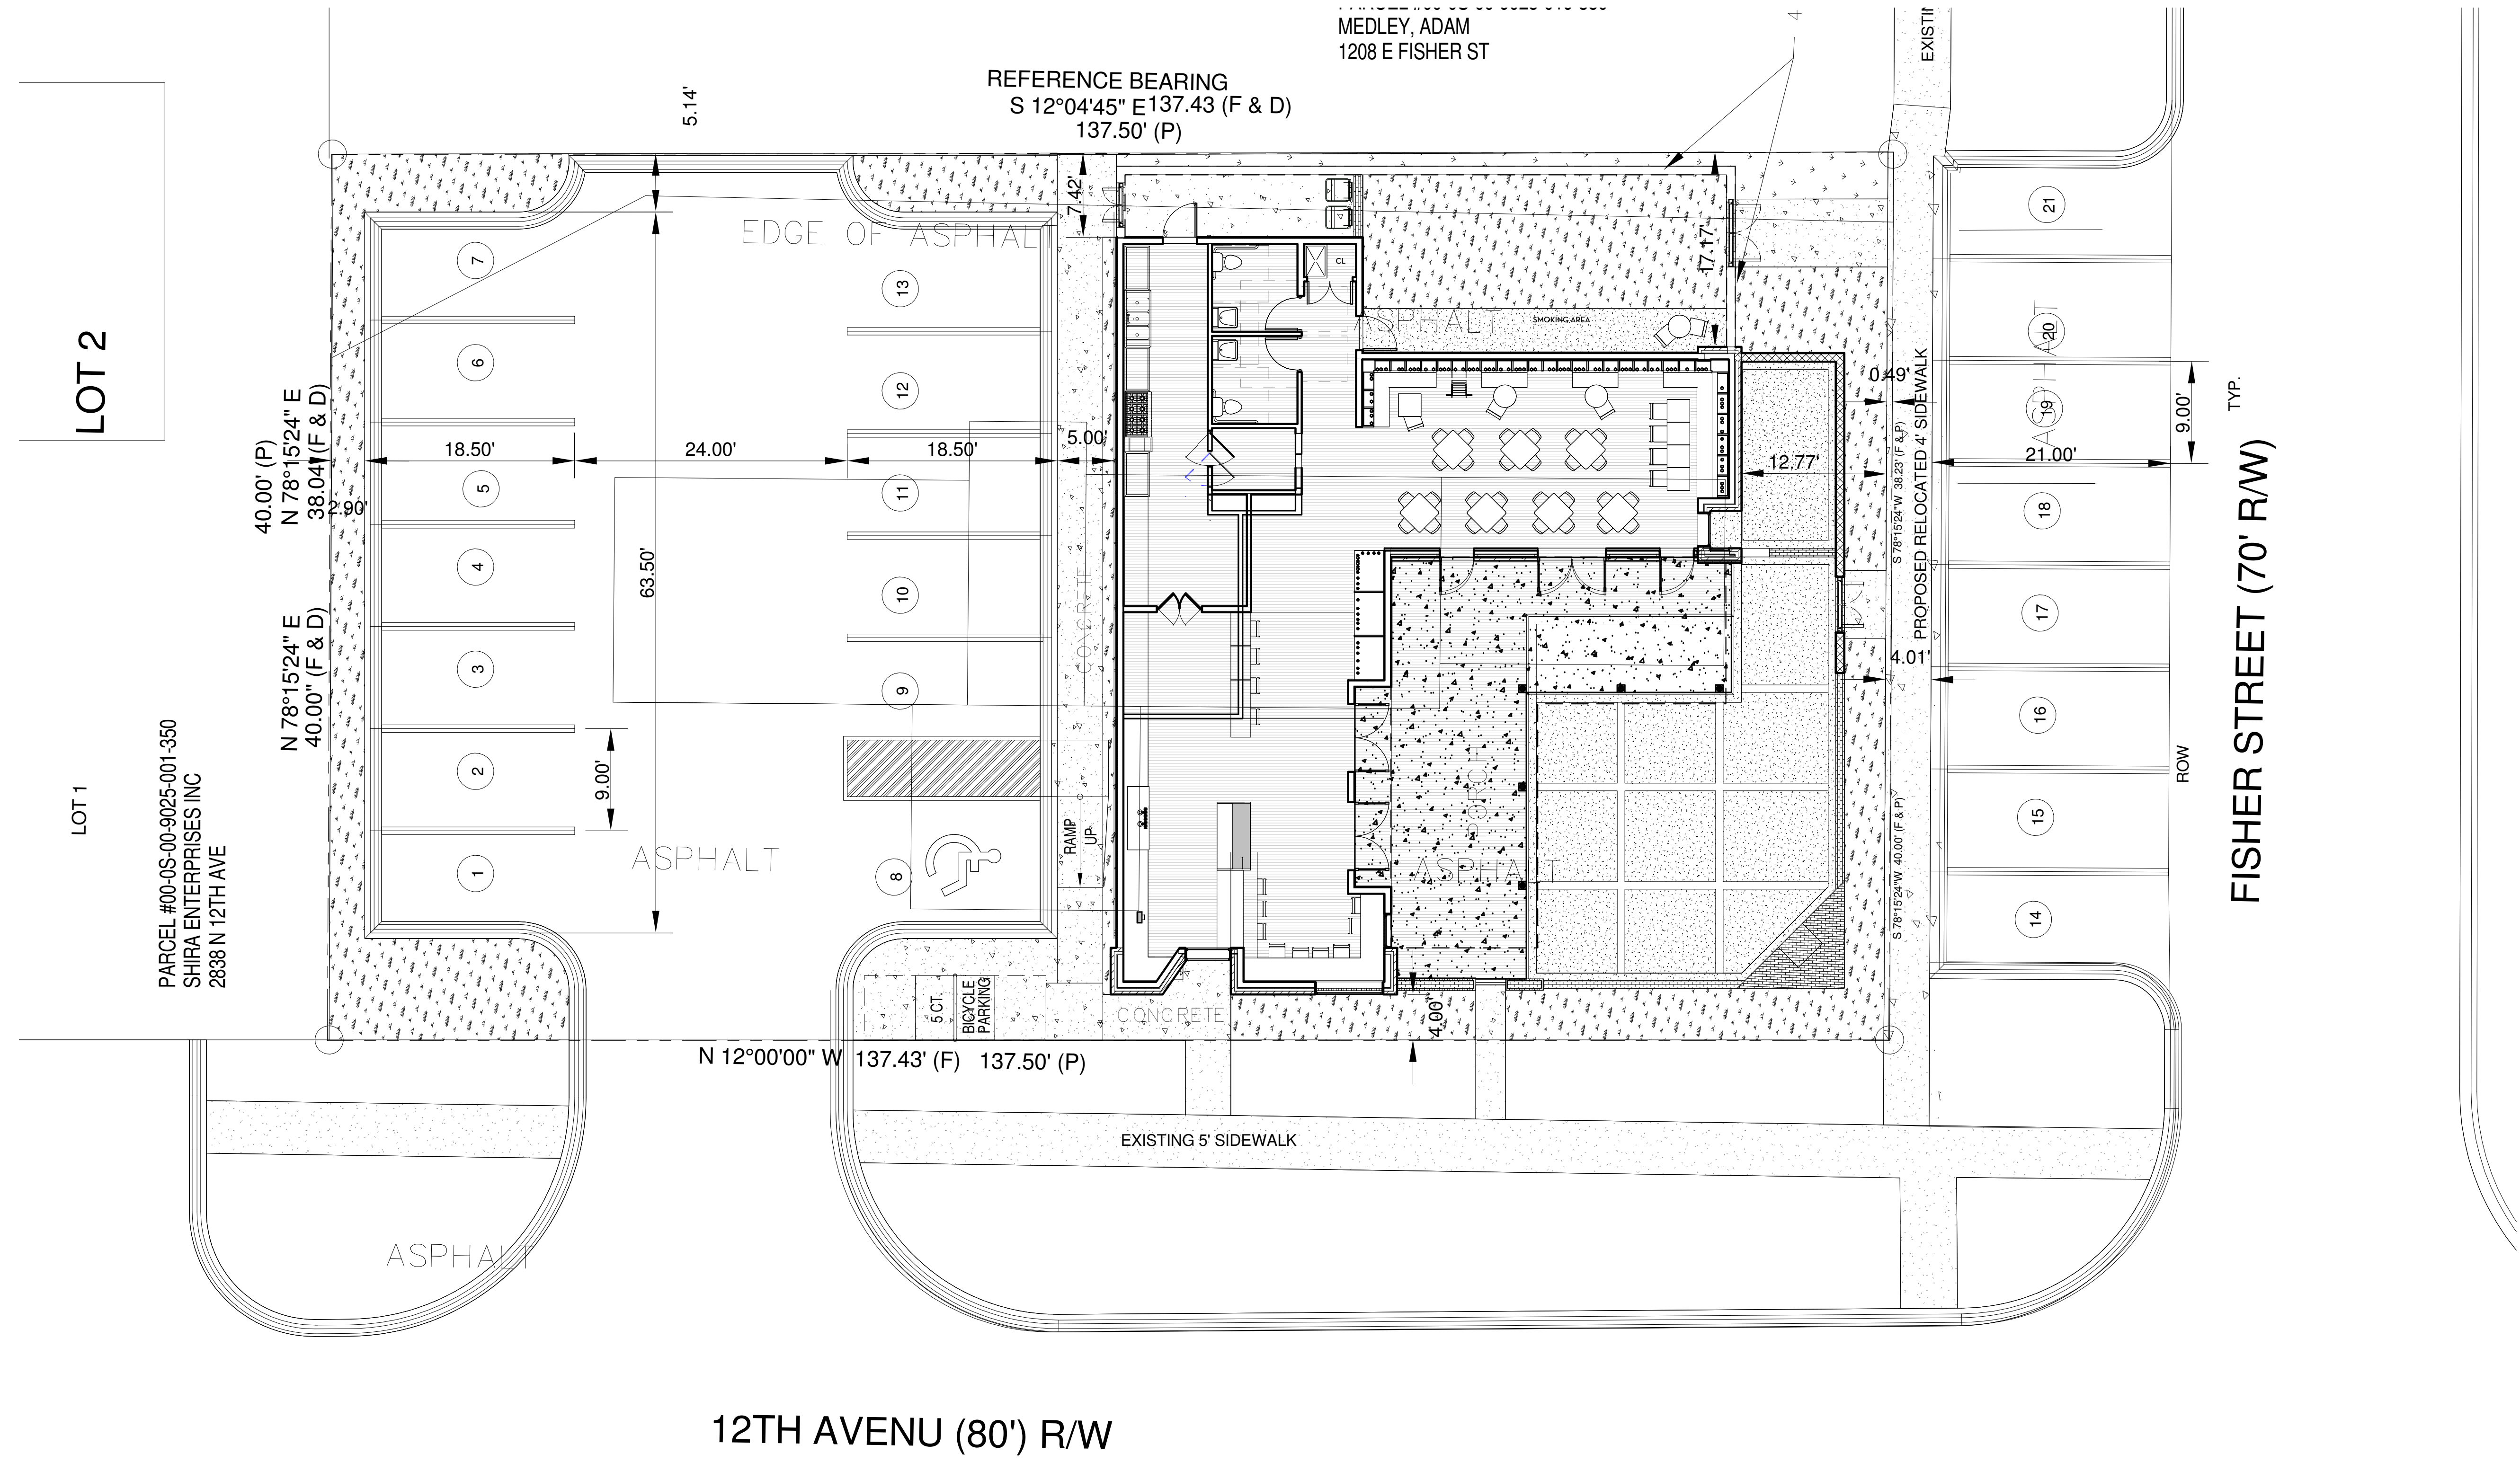 MEDLEY, ADAM
1208 E FISHER ST
EXISTIN
REFERENCE BEARING
S 12°04'45" E 137.43 (F & D)
137.50' (P)
5.14'
7.42'
17.17'
EDGE OF ASPHALT
CL
ASPHALT
SMOKING AREA
LOT 2
LOT 1
PARCEL #00-0S-00-9025-001-350
SHIRA ENTERPRISES INC
2838 N 12TH AVE
40.00' (P)
N 78°15'24" E
38.04' (F & D)
2.90'
N 78°15'24" E
40.00" (F & D)
7
6
5
4
3
2
1
18.50'
24.00'
18.50'
5.00'
63.50'
9.00'
13
12
11
10
9
8
ASPHALT
CONCRETE
RAMP
UP
5 CT.
BICYCLE
PARKING
CONCRETE
PORCH
ASPHALT
4.00'
12.77'
0.49'
4.01'
S 78°15'24"W 38.23' (F & P)
S 78°15'24"W 40.00' (F & P)
PROPOSED RELOCATED 4' SIDEWALK
21
20
19
18
17
16
15
14
ASPHALT
21.00'
9.00'
TYP.
ROW
FISHER STREET (70' R/W)
N 12°00'00" W 137.43' (F) 137.50' (P)
EXISTING 5' SIDEWALK
ASPHALT
12TH AVENU (80') R/W